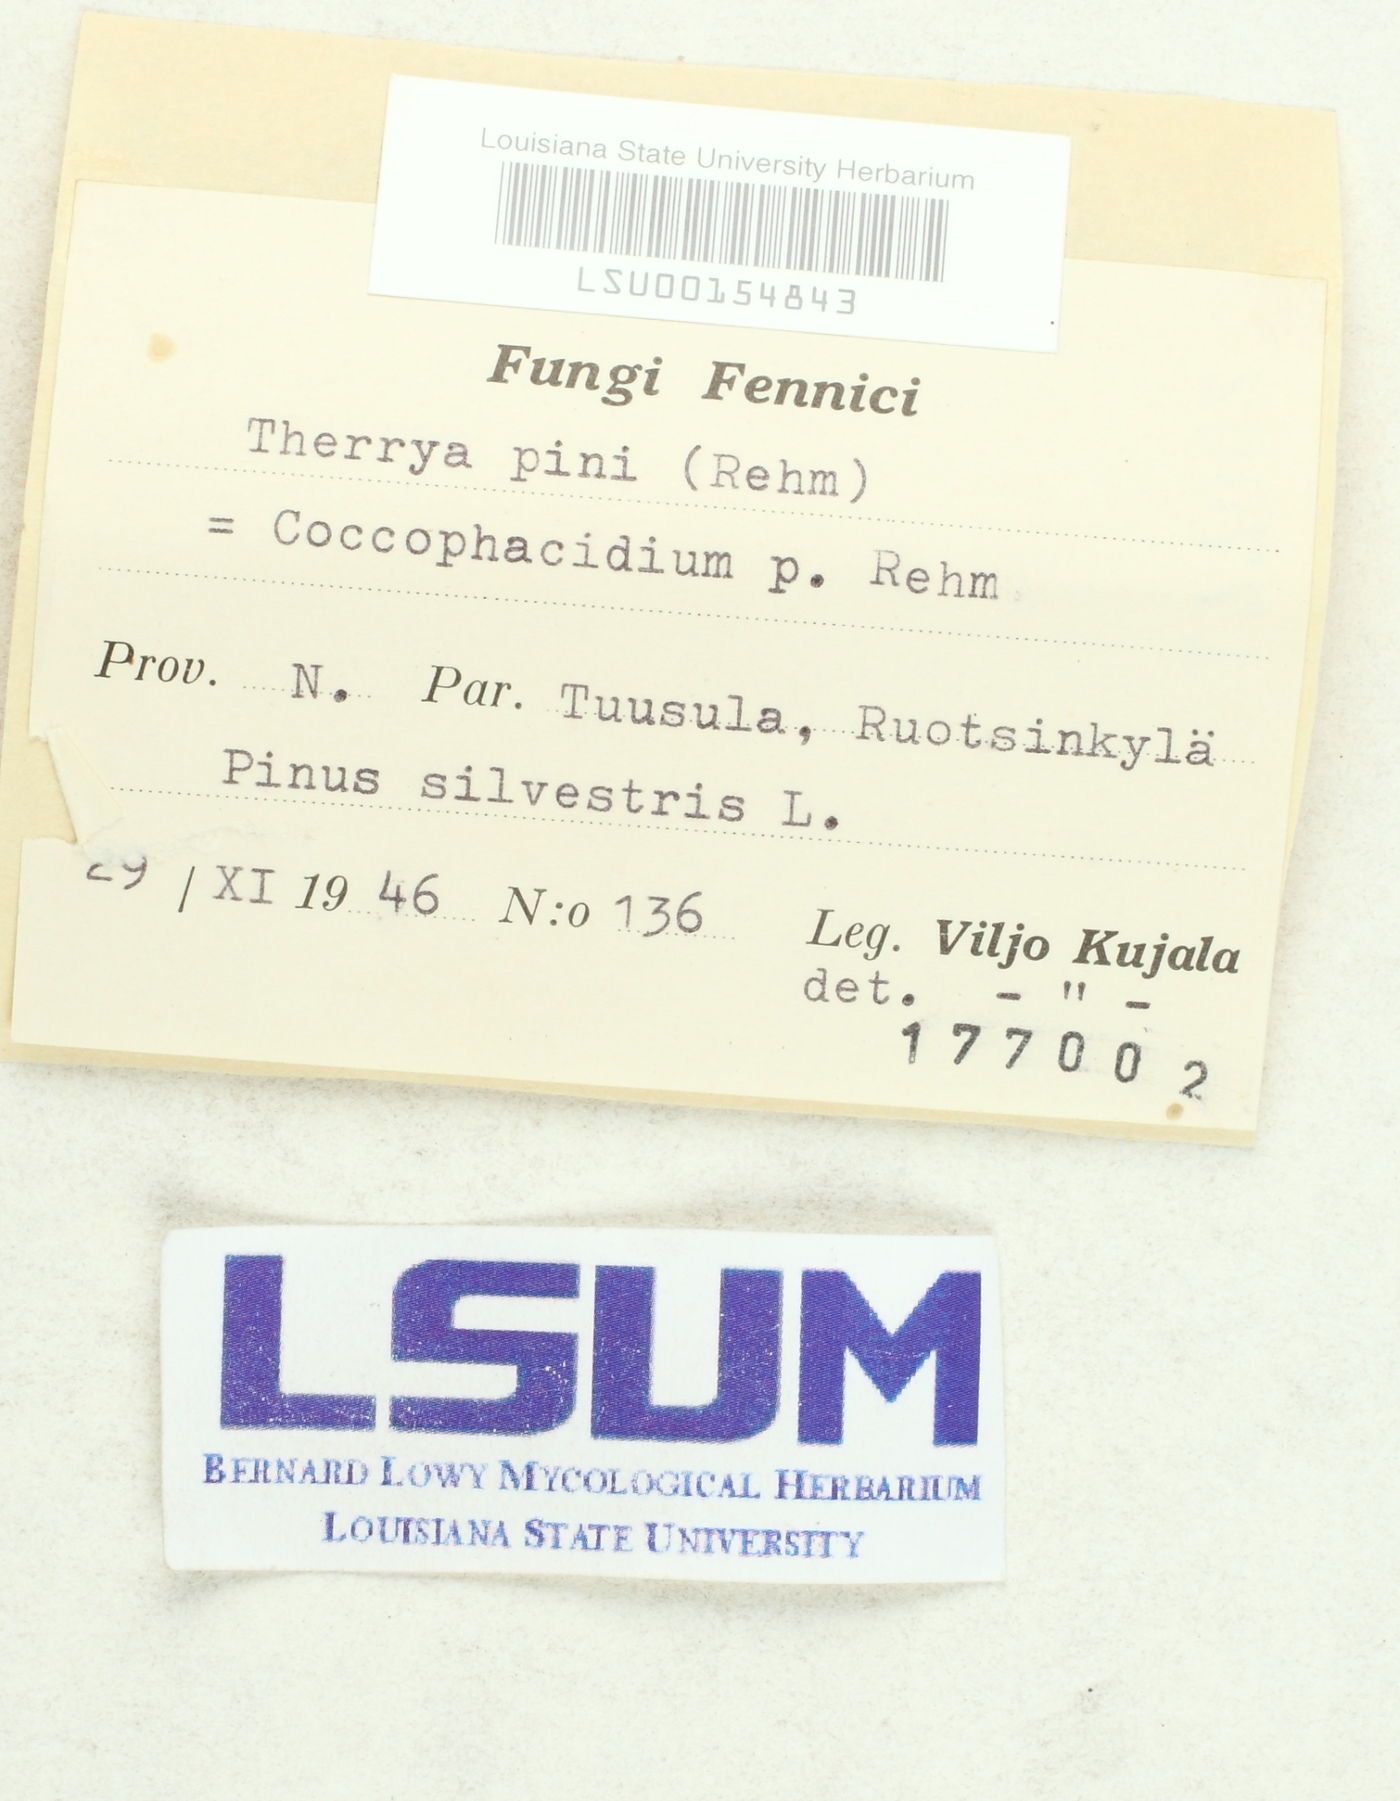 Louisiana State University Herbarium
LSU00154843
Fungi Fennici
Therrya pini (Rehm)
= Coccophacidium p. Rehm
Prov. N. Par. Tuusula, Ruotsinkylä
Pinus silvestris L.
29 / XI 19 46 N:o 136
Leg. Viljo Kujala
det. - " -
177002
LSUM
BERNARD LOWY MYCOLOGICAL HERBARIUM
LOUISIANA STATE UNIVERSITY